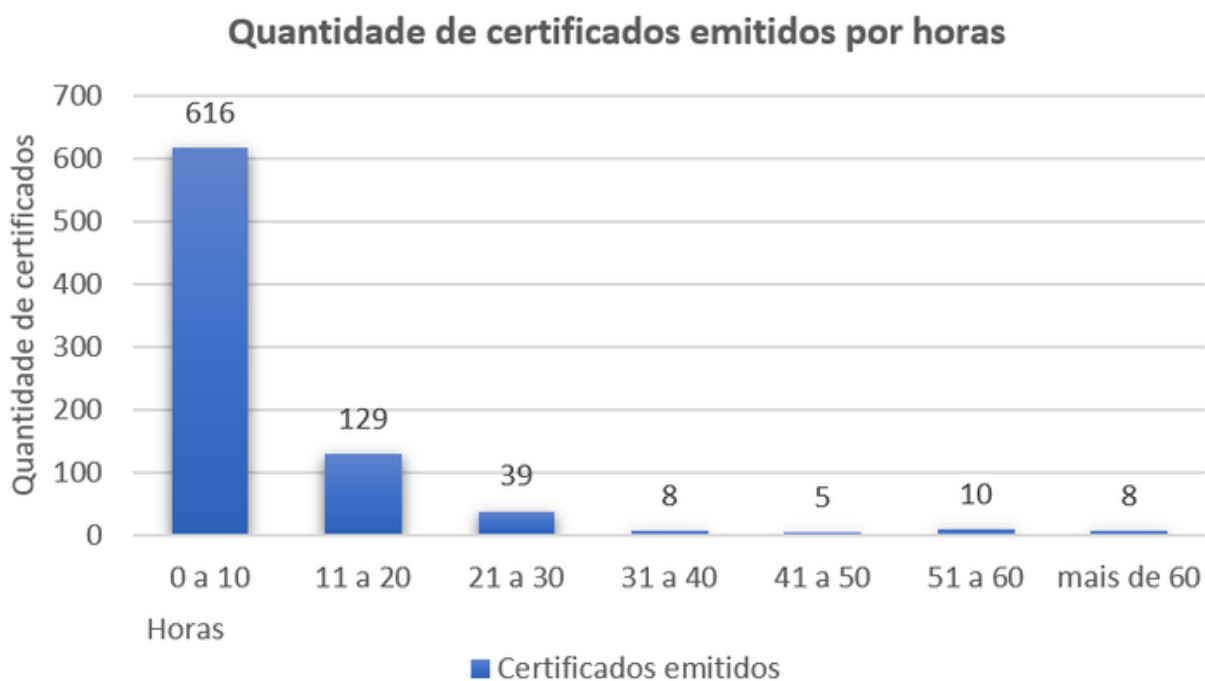 Quantidade de certificados emitidos por horas
Quantidade de certificados
700
600
500
400
300
200
100
0
616
129
39
8
5
10
8
0 a 10
11 a 20
21 a 30
31 a 40
41 a 50
51 a 60
mais de 60
Horas
Certificados emitidos